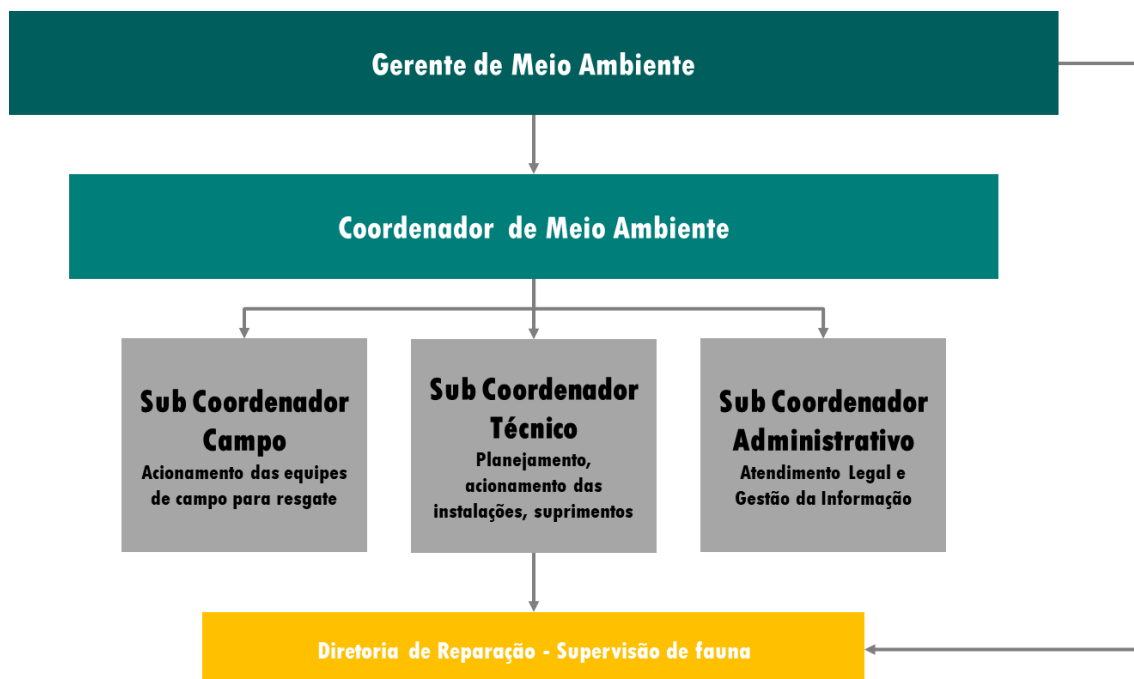 Gerente de Meio Ambiente
Coordenador de Meio Ambiente
Sub Coordenador
Campo
Acionamento das equipes
de campo para resgate
Sub Coordenador
Técnico
Planejamento,
acionamento das
instalações, suprimentos
Sub Coordenador
Administrativo
Atendimento Legal e
Gestão da Informação
Diretoria de Reparação - Supervisão de fauna